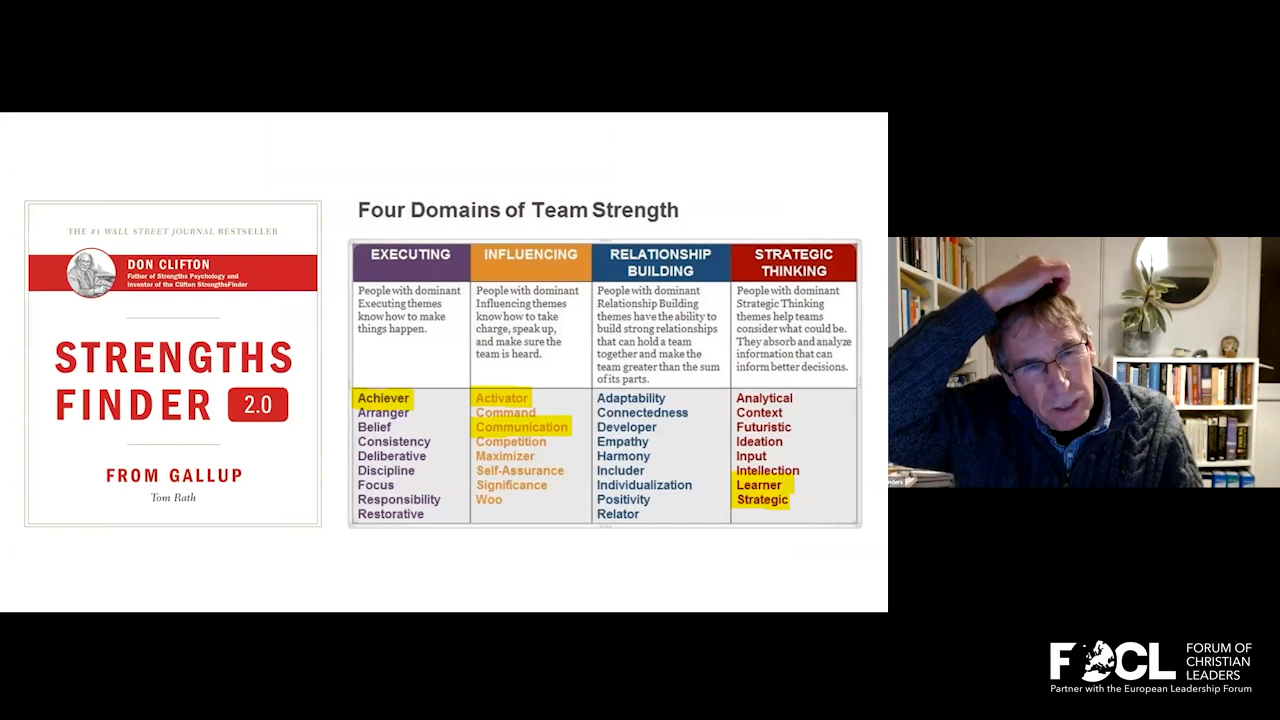 Four Domains of Team Strength
THE #1 WALL STREET JOURNAL BESTSELLER
DON CLIFTON
Father of Strengths Psychology and
Inventor of the Clifton StrengthsFinder
STRENGTHS
FINDER 2.0
FROM GALLUP
Tom Rath
EXECUTING
People with dominant
Executing themes
know how to make
things happen.
Achiever
Arranger
Belief
Consistency
Deliberative
Discipline
Focus
Responsibility
Restorative
INFLUENCING
People with dominant
Influencing themes
know how to take
charge, speak up,
and make sure the
team is heard.
Activator
Command
Communication
Competition
Maximizer
Self-Assurance
Significance
Woo
RELATIONSHIP
BUILDING
People with dominant
Relationship Building
themes have the ability to
build strong relationships
that can hold a team
together and make the
team greater than the sum
of its parts.
Adaptability
Connectedness
Developer
Empathy
Harmony
Includer
Individualization
Positivity
Relator
STRATEGIC
THINKING
People with dominant
Strategic Thinking
themes help teams
consider what could be.
They absorb and analyze
information that can
inform better decisions.
Analytical
Context
Futuristic
Ideation
Input
Intellection
Learner
Strategic
FOCL
FORUM OF
CHRISTIAN
LEADERS
Partner with the European Leadership Forum